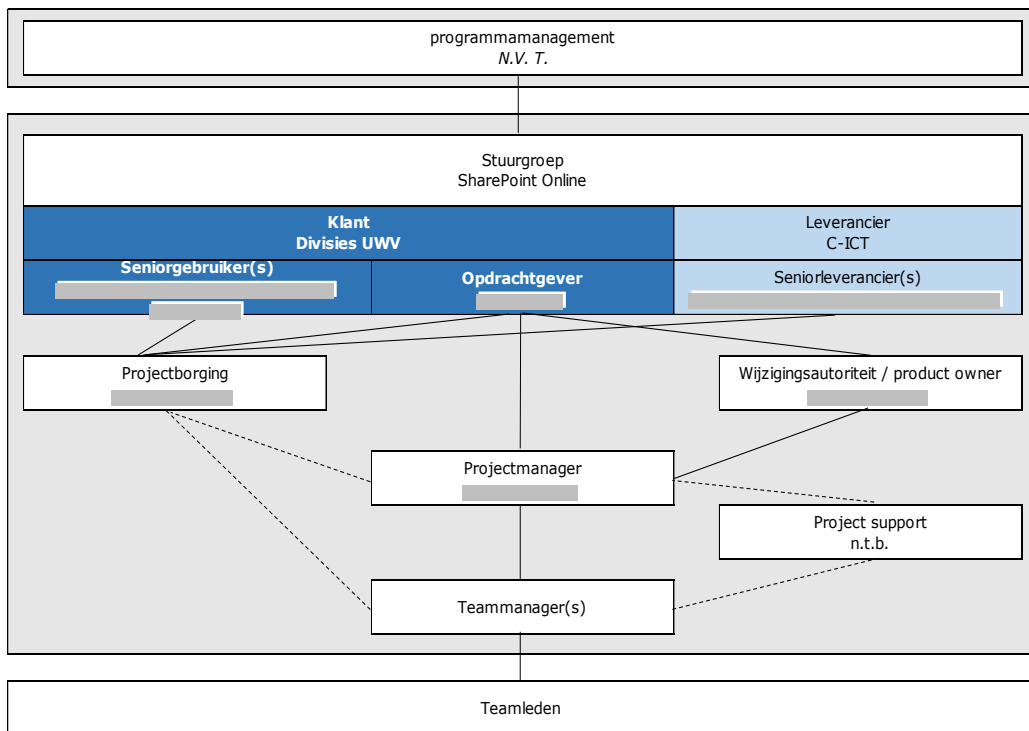 programmamanagement
N.V. T.
Stuurgroep
SharePoint Online
Klant
Divisies UWV
Leverancier
C-ICT
Seniorgebruiker(s)
Opdrachtgever
Seniorleverancier(s)
Projectborging
Wijzigingsautoriteit / product owner
Projectmanager
Project support
n.t.b.
Teammanager(s)
Teamleden